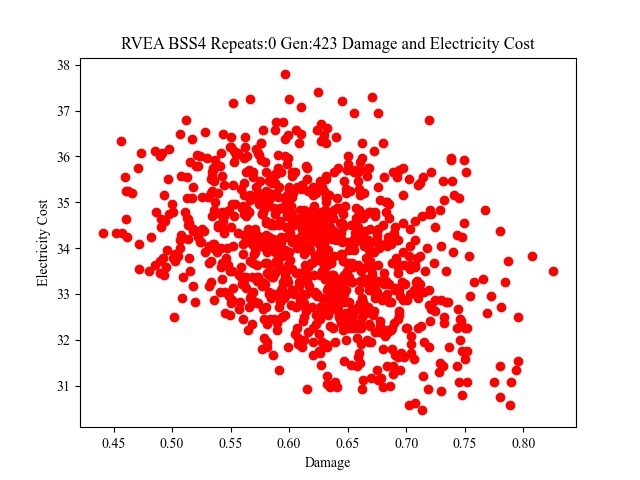 RVEA BSS4 Repeats:0 Gen:423 Damage and Electricity Cost
38
37
36
35
34
33
32
31
Electricity Cost
0.45 0.50 0.55 0.60 0.65 0.70 0.75 0.80
Damage